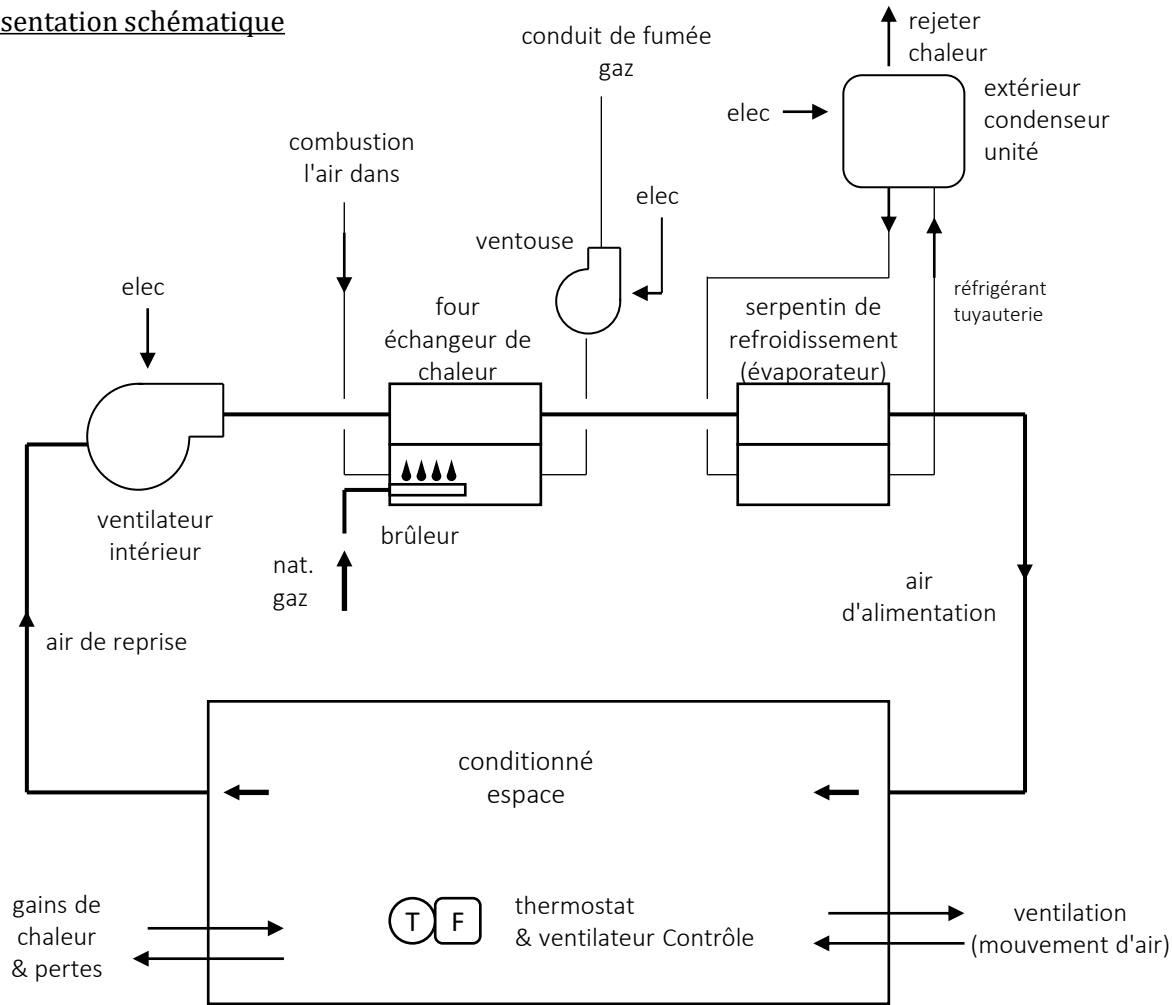 sentation schématique
conduit de fumée
gaz
rejeter
chaleur
elec
extérieur
condenseur
unité
combustion
l'air dans
elec
ventouse
elec
four
échangeur de
chaleur
serpentin de
refroidissement
(évaporateur)
réfrigérant
tuyauterie
ventilateur
intérieur
brûleur
nat.
gaz
air
d'alimentation
air de reprise
conditionné
espace
gains de
chaleur
& pertes
T F
thermostat
& ventilateur Contrôle
ventilation
(mouvement d'air)